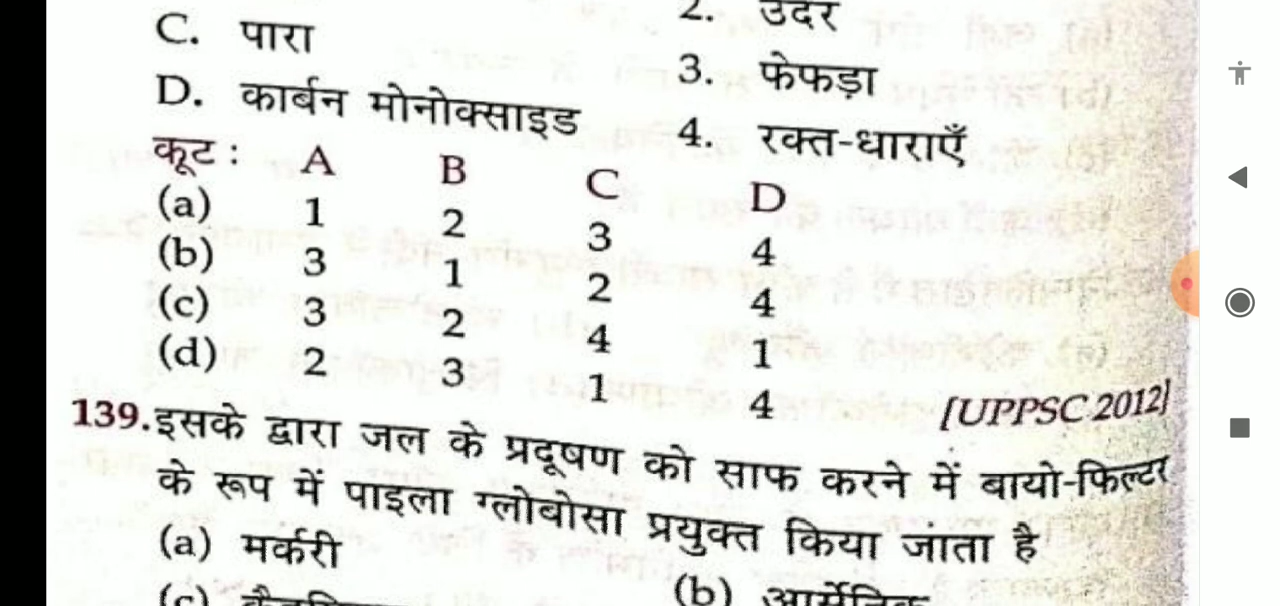 C. पारा 2. उदर
D. कार्बन मोनोक्साइड 3. फेफड़ा
4. रक्त-धाराएँ
कूट : A B C D
(a) 1 2 3 4
(b) 3 1 2 4
(c) 3 2 4 1
(d) 2 3 1 4
[UPPSC 2012]
139.इसके द्वारा जल के प्रदूषण को साफ करने में बायो-फिल्टर
के रूप में पाइला ग्लोबोसा प्रयुक्त किया जाता है
(a) मर्करी (b) आर्सेनिक
(c)